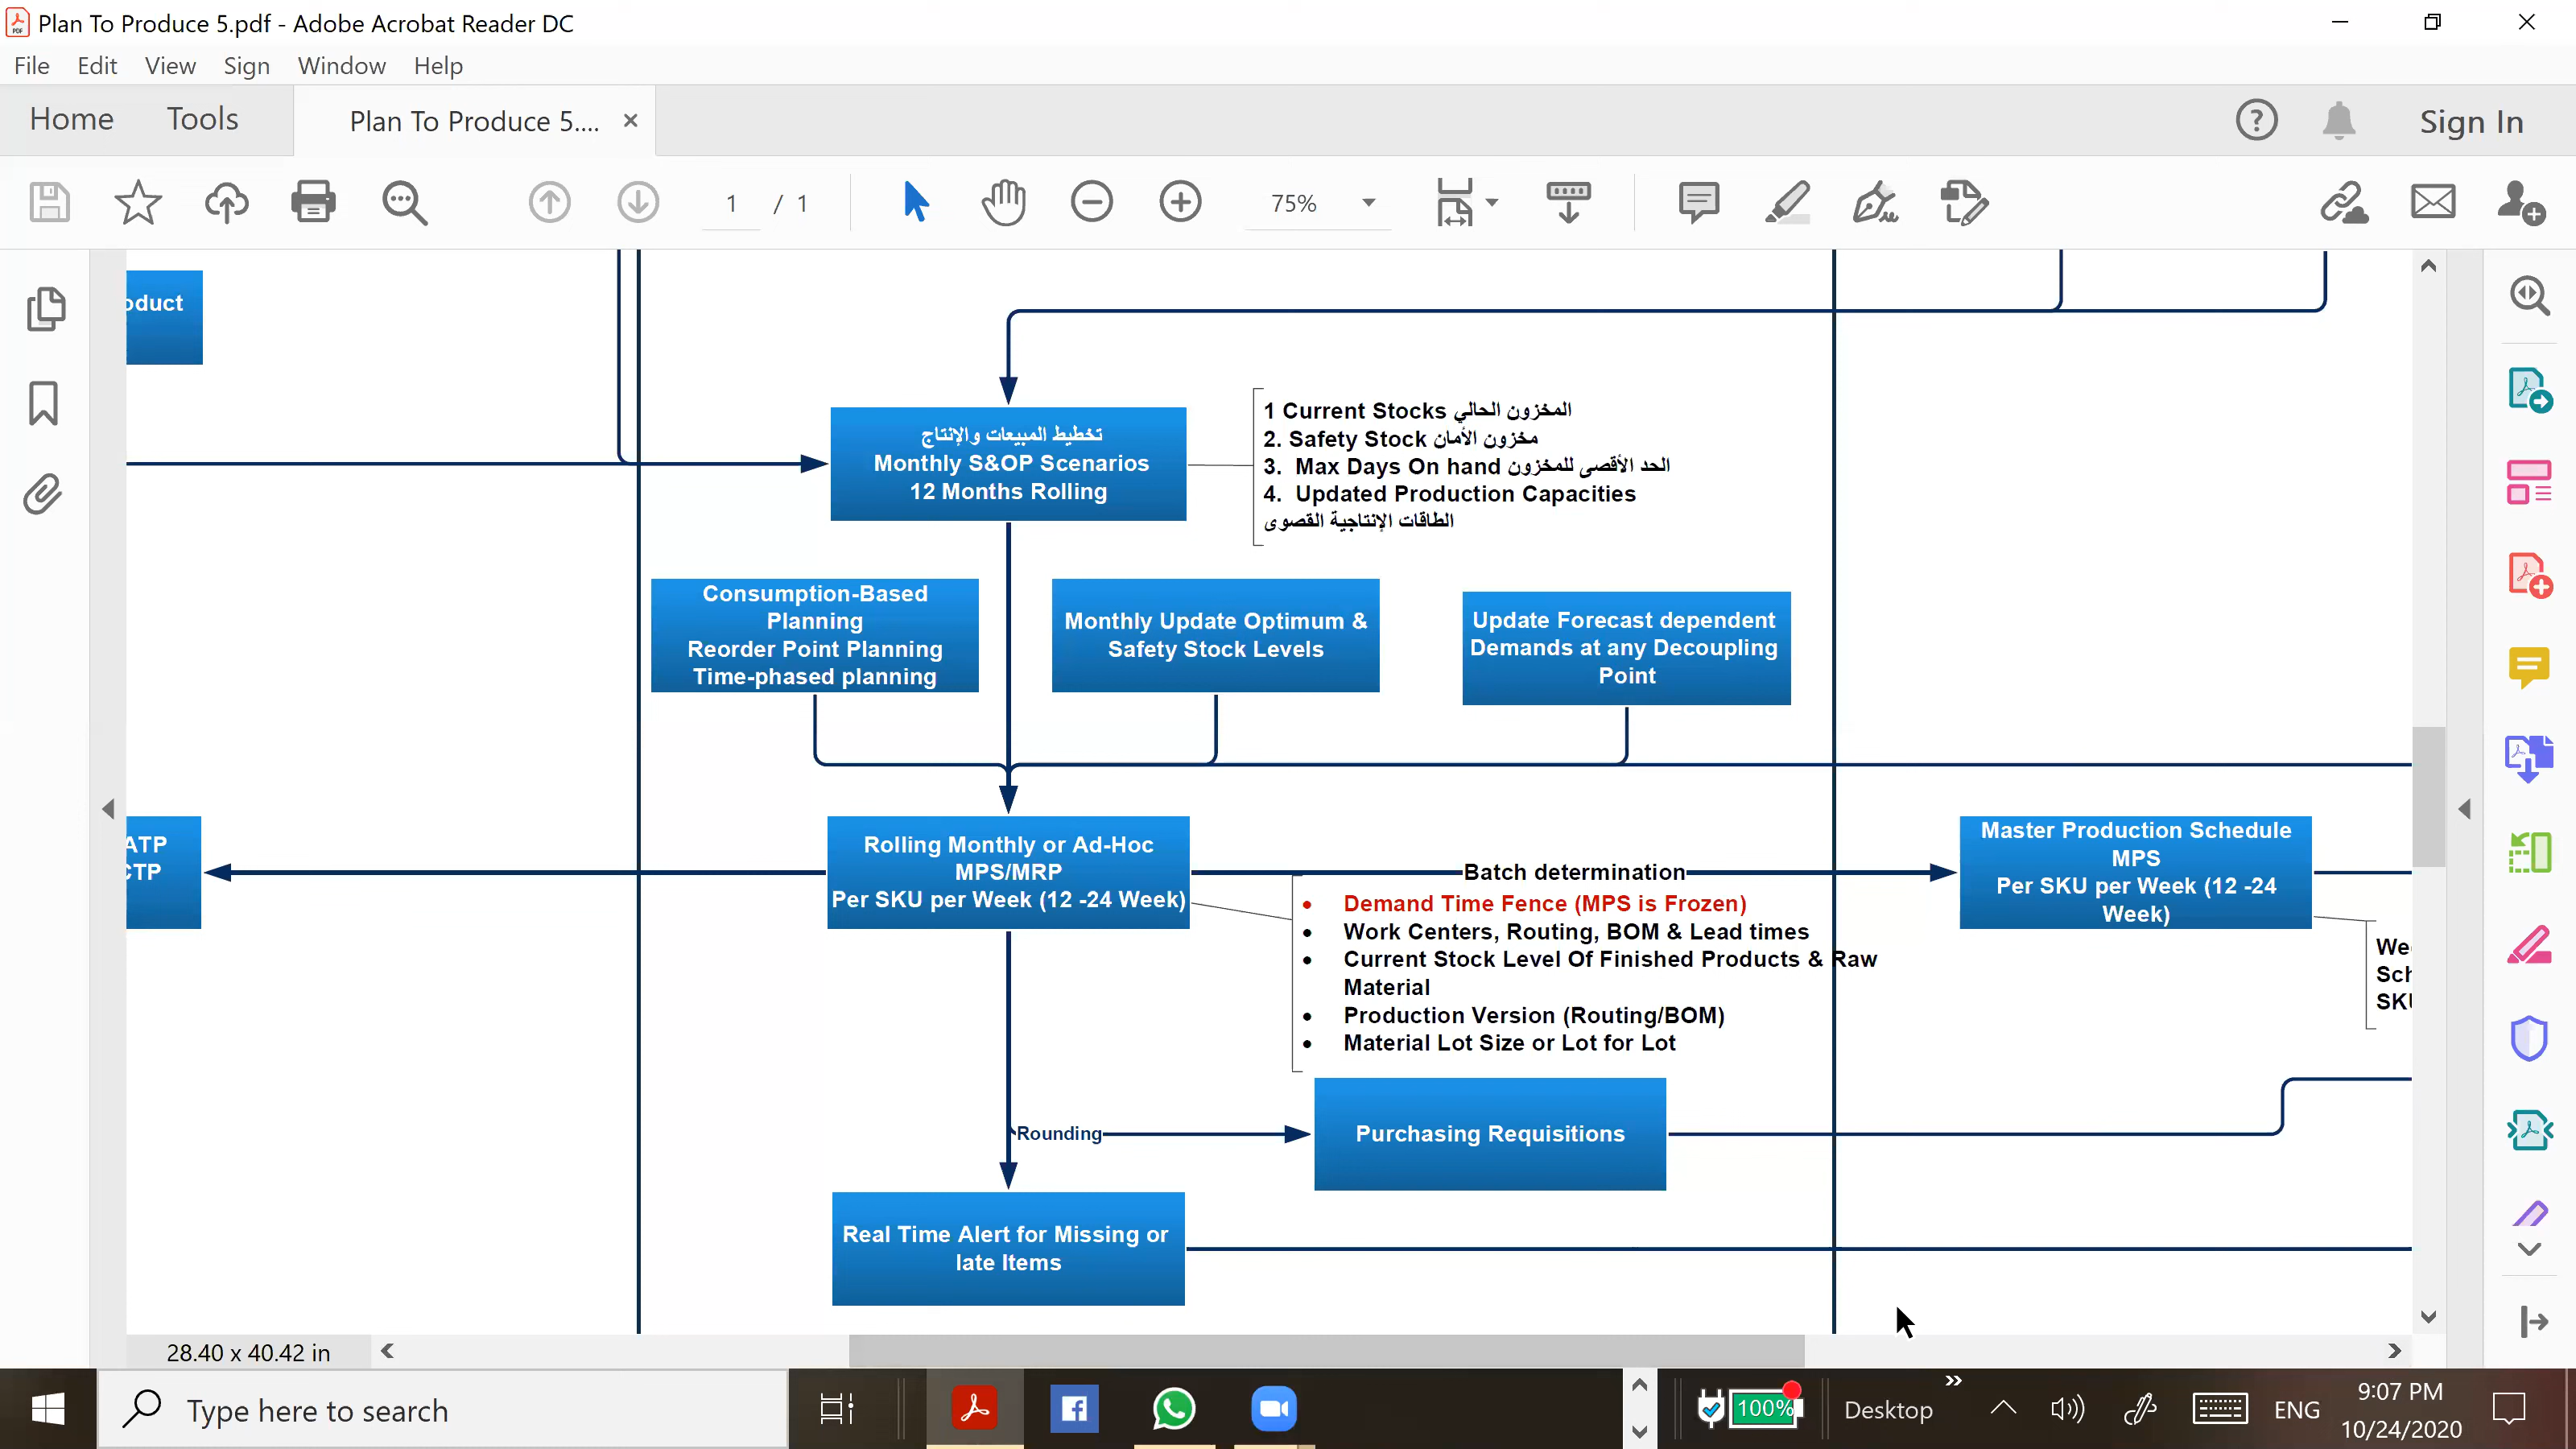 Plan To Produce 5.pdf - Adobe Acrobat Reader DC
File Edit View Sign Window Help
Home Tools Plan To Produce 5.... × Sign In
1 / 1 75%
oduct
تخطيط المبيعات والإنتاج
Monthly S&OP Scenarios
12 Months Rolling
1 Current Stocks المخزون الحالي
2. Safety Stock مخزون الأمان
3. Max Days On hand الحد الأقصى للمخزون
4. Updated Production Capacities
الطاقات الإنتاجية القصوى
Consumption-Based
Planning
Reorder Point Planning
Time-phased planning
Monthly Update Optimum &
Safety Stock Levels
Update Forecast dependent
Demands at any Decoupling
Point
ATP
CTP
Rolling Monthly or Ad-Hoc
MPS/MRP
Per SKU per Week (12 -24 Week)
Batch determination
• Demand Time Fence (MPS is Frozen)
• Work Centers, Routing, BOM & Lead times
• Current Stock Level Of Finished Products & Raw
Material
• Production Version (Routing/BOM)
• Material Lot Size or Lot for Lot
Master Production Schedule
MPS
Per SKU per Week (12 -24
Week)
We
Sch
SKU
Rounding
Purchasing Requisitions
Real Time Alert for Missing or
late Items
28.40 x 40.42 in
Type here to search
100%
Desktop
ENG
9:07 PM
10/24/2020